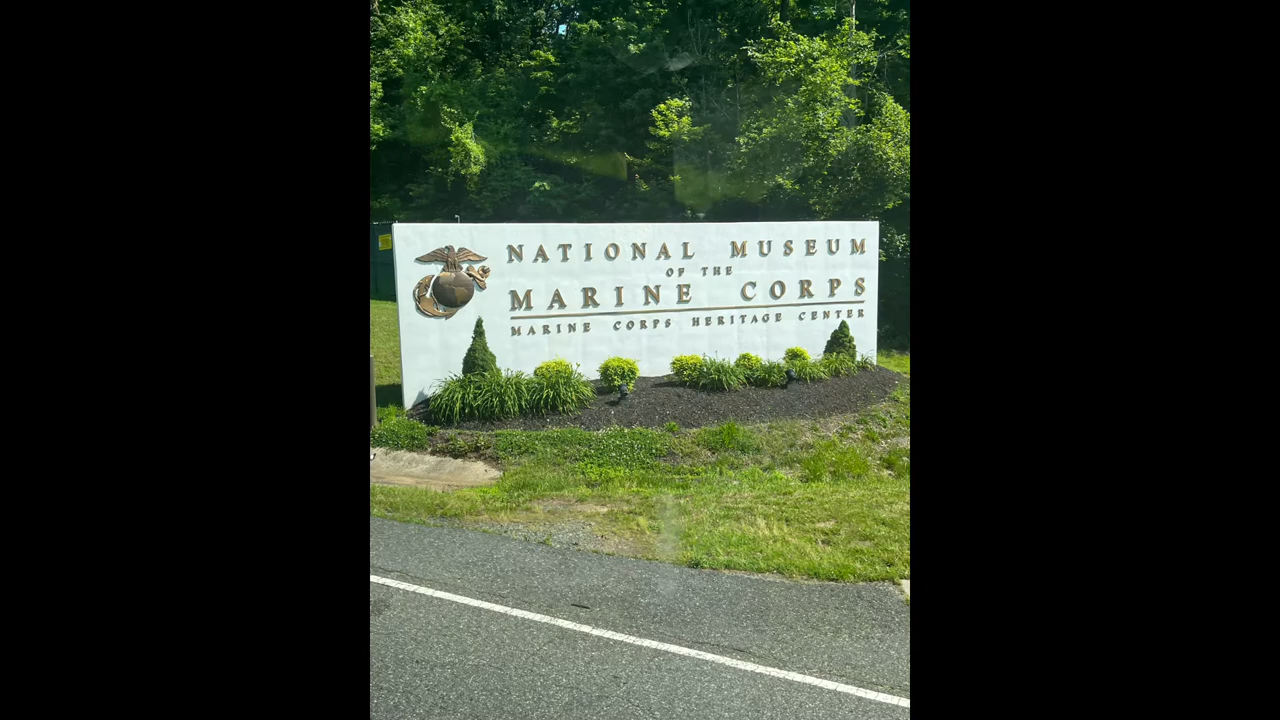 NATIONAL MUSEUM
OF THE
MARINE CORPS
MARINE CORPS HERITAGE CENTER